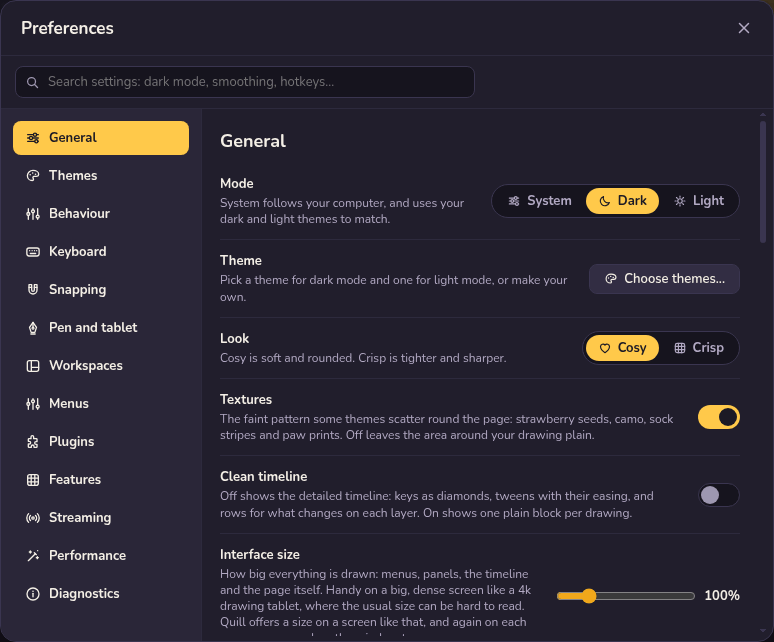 Preferences
Search settings: dark mode, smoothing, hotkeys...
General
Themes
Behaviour
Keyboard
Snapping
Pen and tablet
Workspaces
Menus
Plugins
Features
Streaming
Performance
Diagnostics
General
Mode
System follows your computer, and uses your
dark and light themes to match.
System Dark Light
Theme
Pick a theme for dark mode and one for light mode, or make your
own.
Choose themes...
Look
Cosy is soft and rounded. Crisp is tighter and sharper.
Cosy Crisp
Textures
The faint pattern some themes scatter round the page: strawberry seeds, camo, sock
stripes and paw prints. Off leaves the area around your drawing plain.
Clean timeline
Off shows the detailed timeline: keys as diamonds, tweens with their easing, and
rows for what changes on each layer. On shows one plain block per drawing.
Interface size
How big everything is drawn: menus, panels, the timeline
and the page itself. Handy on a big, dense screen like a 4k
drawing tablet, where the usual size can be hard to read.
Quill offers a size on a screen like that, and again on each
100%